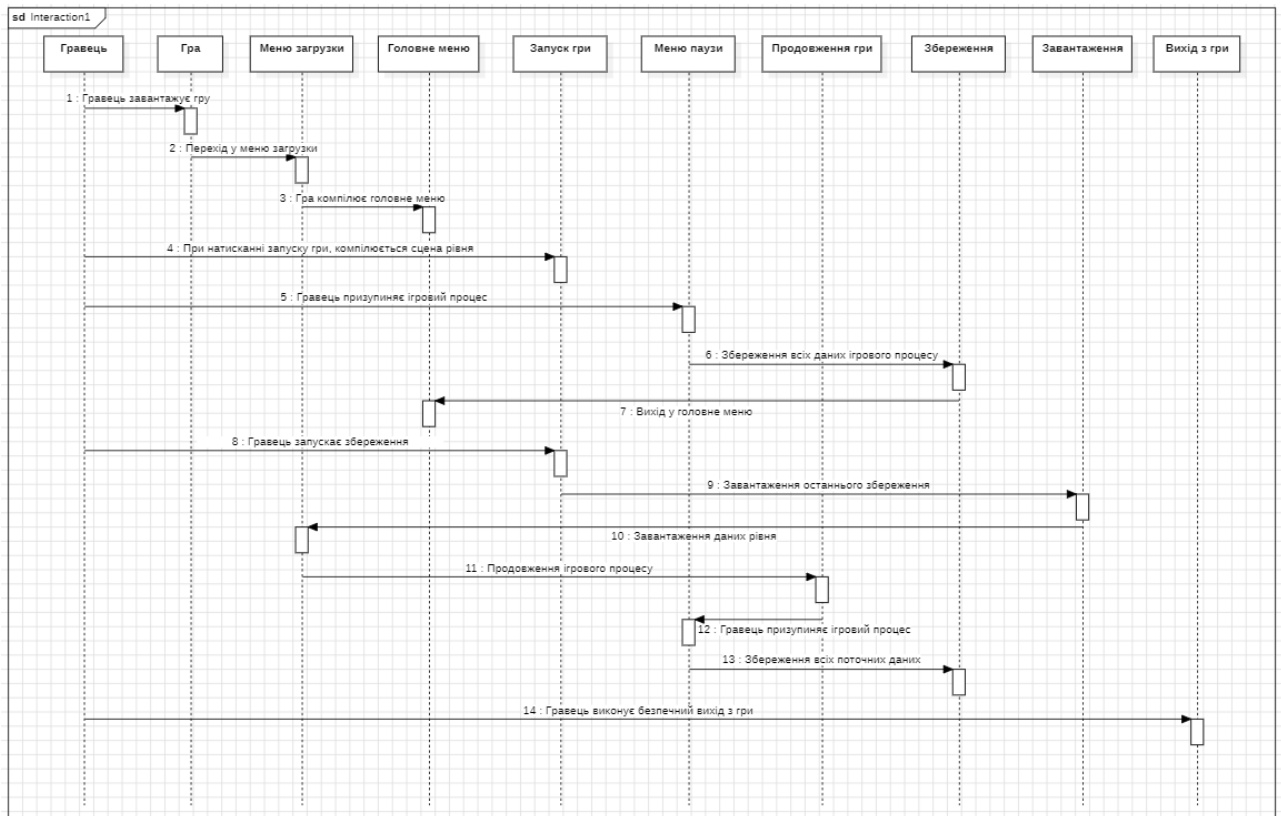 sd Interaction1
Гравець
Гра
Меню загрузки
Головне меню
Запуск гри
Меню паузи
Продовження гри
Збереження
Завантаження
Вихід з гри
1 : Гравець завантажує гру
2 : Перехід у меню загрузки
3 : Гра компілює головне меню
4 : При натисканні запуску гри, компілюється сцена рівня
5 : Гравець призупиняє ігровий процес
6 : Збереження всіх даних ігрового процесу
7 : Вихід у головне меню
8 : Гравець запускає збереження
9 : Завантаження останнього збереження
10 : Завантаження даних рівня
11 : Продовження ігрового процесу
12 : Гравець призупиняє ігровий процес
13 : Збереження всіх поточних даних
14 : Гравець виконує безпечний вихід з гри